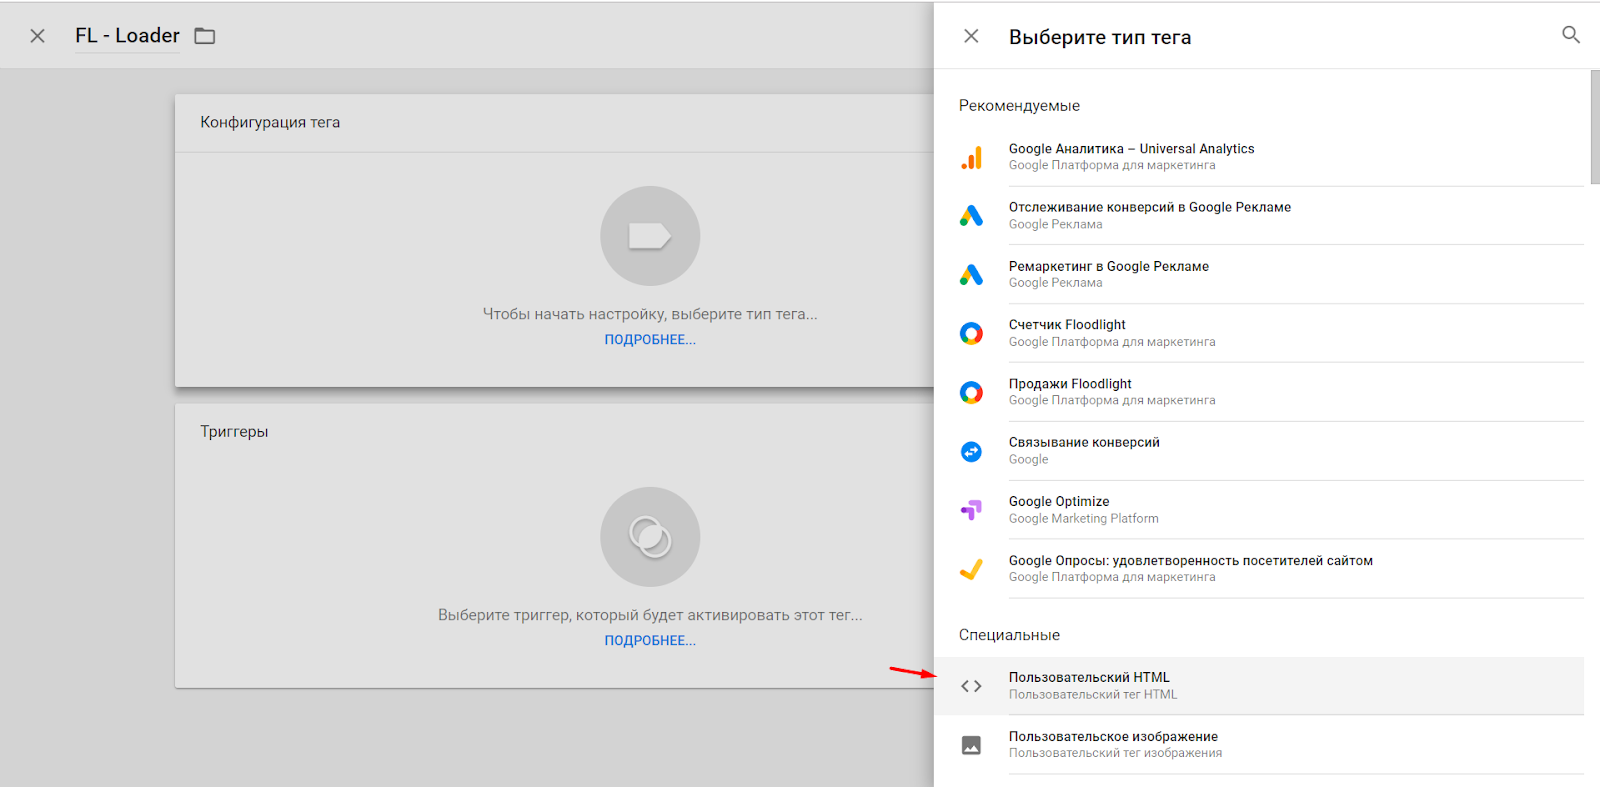 FL - Loader
Конфигурация тега
Чтобы начать настройку, выберите тип тега...
ПОДРОБНЕЕ...
Триггеры
Выберите триггер, который будет активировать этот тег...
ПОДРОБНЕЕ...
Выберите тип тега
Рекомендуемые
Google Аналитика – Universal Analytics
Google Платформа для маркетинга
Отслеживание конверсий в Google Рекламе
Google Реклама
Ремаркетинг в Google Рекламе
Google Реклама
Счетчик Floodlight
Google Платформа для маркетинга
Продажи Floodlight
Google Платформа для маркетинга
Связывание конверсий
Google
Google Optimize
Google Marketing Platform
Google Опросы: удовлетворенность посетителей сайтом
Google Платформа для маркетинга
Специальные
Пользовательский HTML
Пользовательский тег HTML
Пользовательское изображение
Пользовательский тег изображения